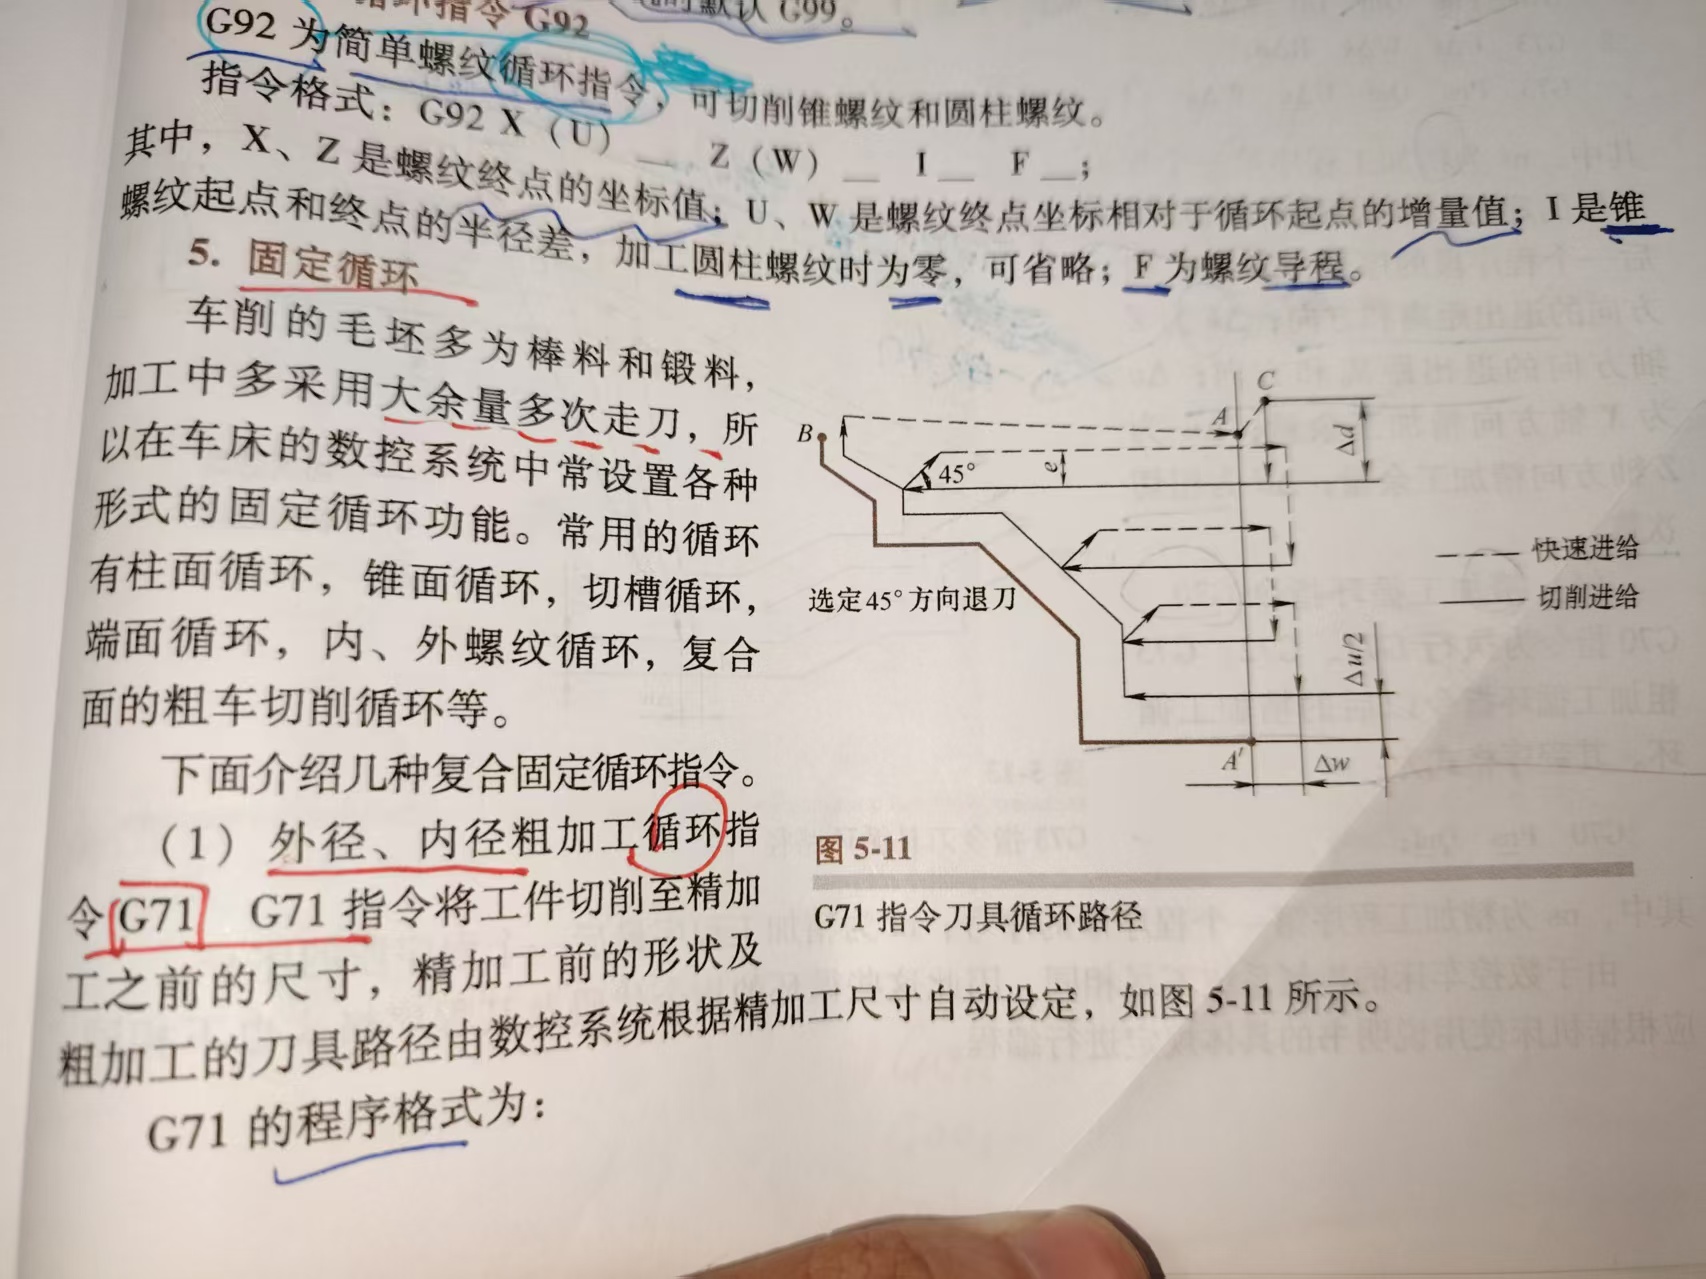 循环指令 G92
的默认 G99。
G92 为简单螺纹循环指令，可切削锥螺纹和圆柱螺纹。
指令格式：G92 X（U）__ Z（W）__ I__ F__；
其中，X、Z 是螺纹终点的坐标值；U、W 是螺纹终点坐标相对于循环起点的增量值；I 是锥
螺纹起点和终点的半径差，加工圆柱螺纹时为零，可省略；F 为螺纹导程。
5. 固定循环
车削的毛坯多为棒料和锻料，
加工中多采用大余量多次走刀，所
以在车床的数控系统中常设置各种
形式的固定循环功能。常用的循环
有柱面循环，锥面循环，切槽循环，
端面循环，内、外螺纹循环，复合
面的粗车切削循环等。
下面介绍几种复合固定循环指令。
（1）外径、内径粗加工循环指
令 G71 G71 指令将工件切削至精加
工之前的尺寸，精加工前的形状及
粗加工的刀具路径由数控系统根据精加工尺寸自动设定，如图 5-11 所示。
G71 的程序格式为：
C
A
B
Δd
45°
e
快速进给
选定45°方向退刀
切削进给
Δu/2
A′
Δw
图 5-11
G71 指令刀具循环路径